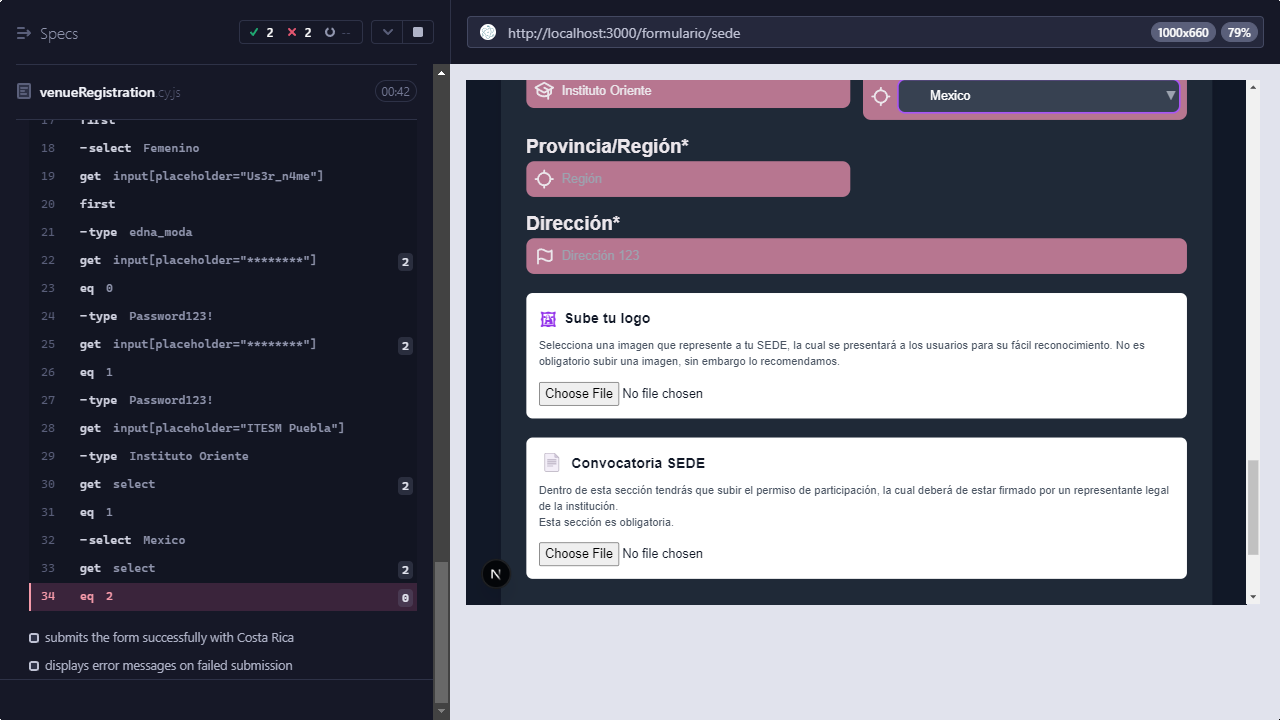 Specs
2
2
--
http://localhost:3000/formulario/sede
1000x660
79%
venueRegistration.cy.js
00:42
17 first
18 -select Femenino
19 get input[placeholder="Us3r_n4me"]
20 first
21 -type edna_moda
22 get input[placeholder="********"] 2
23 eq 0
24 -type Password123!
25 get input[placeholder="********"] 2
26 eq 1
27 -type Password123!
28 get input[placeholder="ITESM Puebla"]
29 -type Instituto Oriente
30 get select 2
31 eq 1
32 -select Mexico
33 get select 2
34 eq 2 0
submits the form successfully with Costa Rica
displays error messages on failed submission
Instituto Oriente
Mexico
Provincia/Región*
Región
Dirección*
Dirección 123
Sube tu logo
Selecciona una imagen que represente a tu SEDE, la cual se presentará a los usuarios para su fácil reconocimiento. No es
obligatorio subir una imagen, sin embargo lo recomendamos.
Choose File No file chosen
Convocatoria SEDE
Dentro de esta sección tendrás que subir el permiso de participación, la cual deberá de estar firmado por un representante legal
de la institución.
Esta sección es obligatoria.
Choose File No file chosen
N